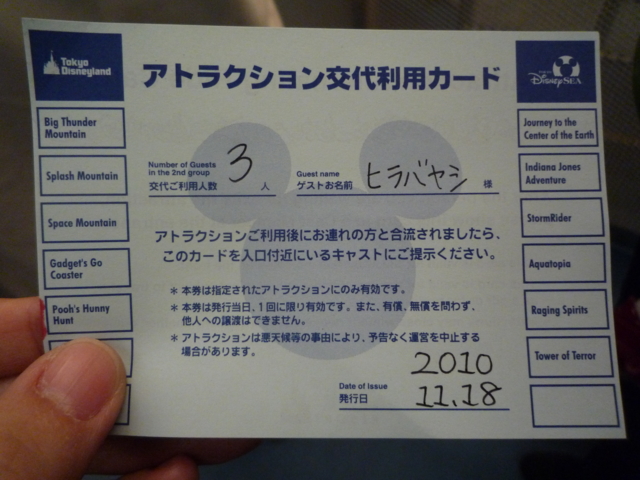 Tokyo Disneyland
アトラクション交代利用カード
Tokyo DisneySEA
Big Thunder Mountain
Splash Mountain
Space Mountain
Gadget's Go Coaster
Pooh's Hunny Hunt
Number of Guests in the 2nd group
交代ご利用人数
3
人
Guest name
ゲストお名前
ヒラバヤシ
様
アトラクションご利用後にお連れの方と合流されましたら、
このカードを入口付近にいるキャストにご提示ください。
＊本券は指定されたアトラクションにのみ有効です。
＊本券は発行当日、1回に限り有効です。また、有償、無償を問わず、
他人への譲渡はできません。
＊アトラクションは悪天候等の事由により、予告なく運営を中止する
場合があります。
Date of Issue
発行日
2010
11.18
Journey to the Center of the Earth
Indiana Jones Adventure
StormRider
Aquatopia
Raging Spirits
Tower of Terror